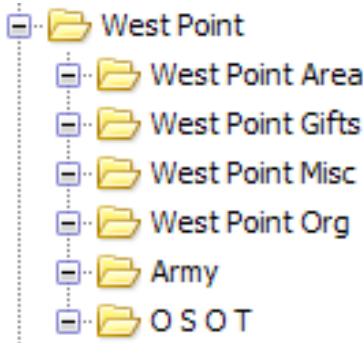 West Point
West Point Area
West Point Gifts
West Point Misc
West Point Org
Army
O S O T